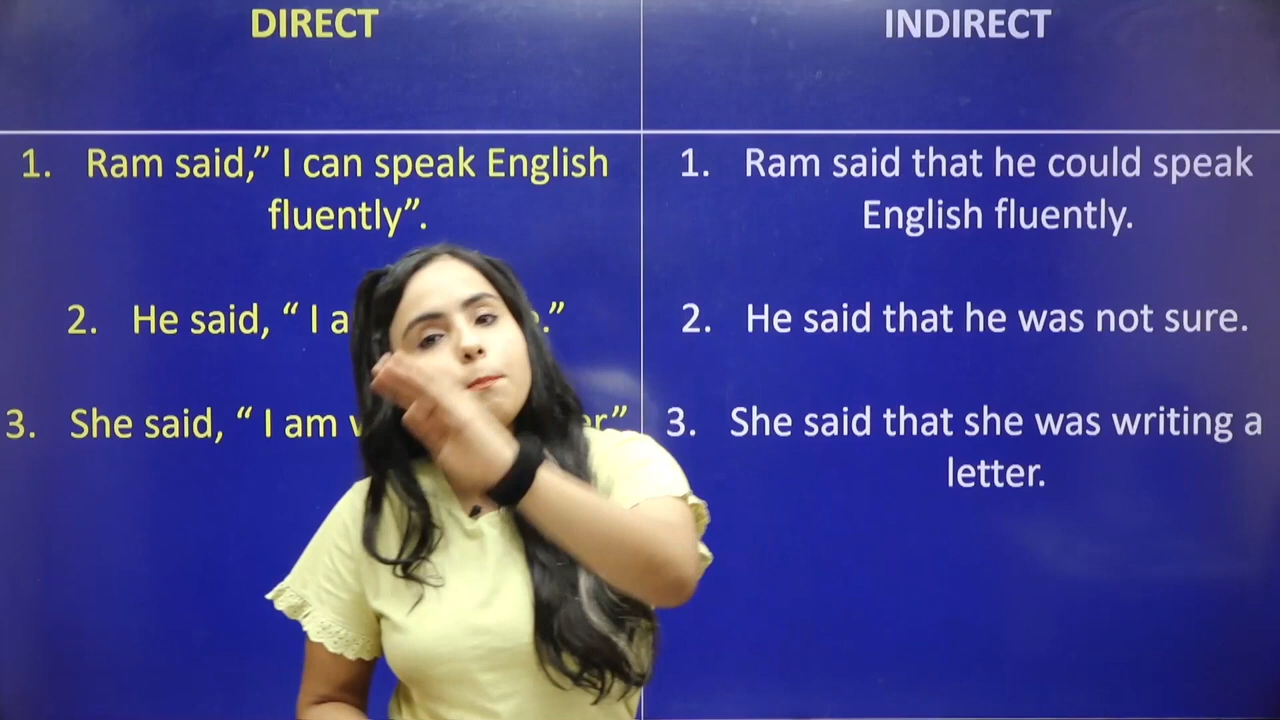 DIRECT
INDIRECT
1. Ram said,” I can speak English
fluently”.
2. He said, “ I
3. She said, “ I am
1. Ram said that he could speak
English fluently.
2. He said that he was not sure.
3. She said that she was writing a
letter.